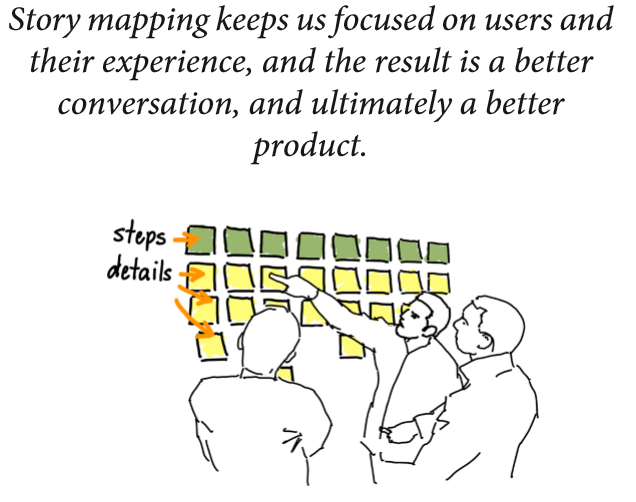 Story mapping keeps us focused on users and
their experience, and the result is a better
conversation, and ultimately a better
product.
steps
details